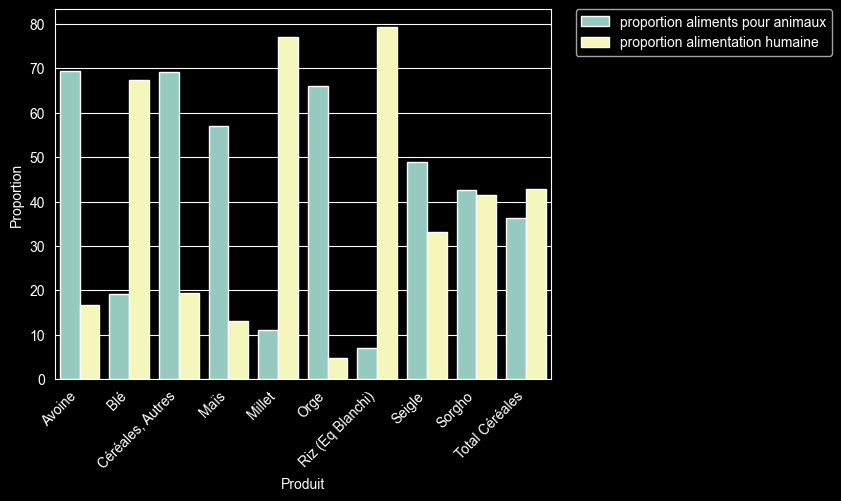 proportion aliments pour animaux
proportion alimentation humaine
Proportion
80
70
60
50
40
30
20
10
0
Avoine
Blé
Céréales, Autres
Maïs
Millet
Orge
Riz (Eq Blanchi)
Seigle
Sorgho
Total Céréales
Produit